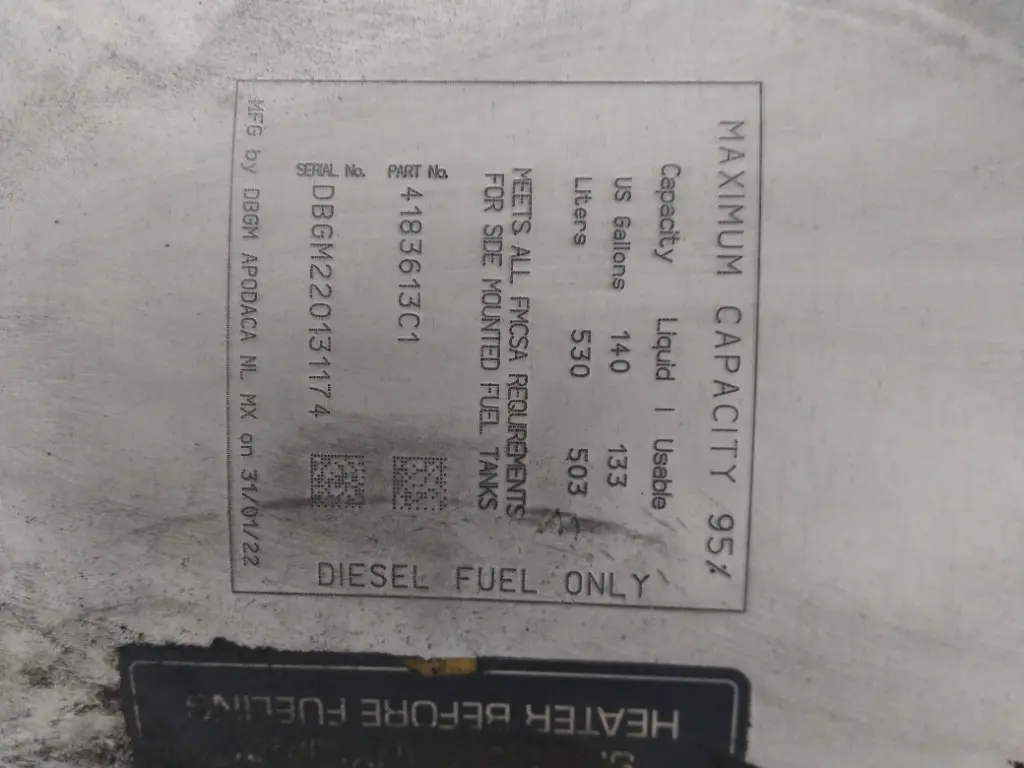 MAXIMUM CAPACITY 95%
Capacity Liquid | Usable
US Gallons 140 133
Liters 530 503
MEETS ALL FMCSA REQUIREMENTS
FOR SIDE MOUNTED FUEL TANKS
PART No. 4183613C1
SERIAL No. DBGM2201311174
MFG by DBGM APODACA NL MX on 31/01/22
DIESEL FUEL ONLY
HEATER BEFORE FUELING